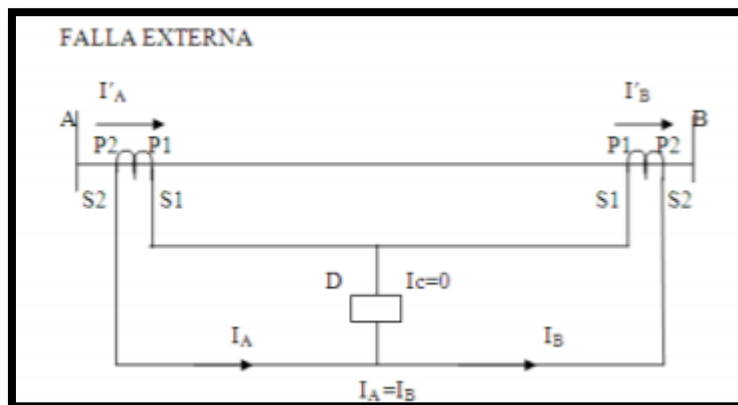 FALLA EXTERNA
I´A I´B
A B
P2 P1 P1 P2
S2 S1 S1 S2
D Ic=0
IA IB
IA=IB